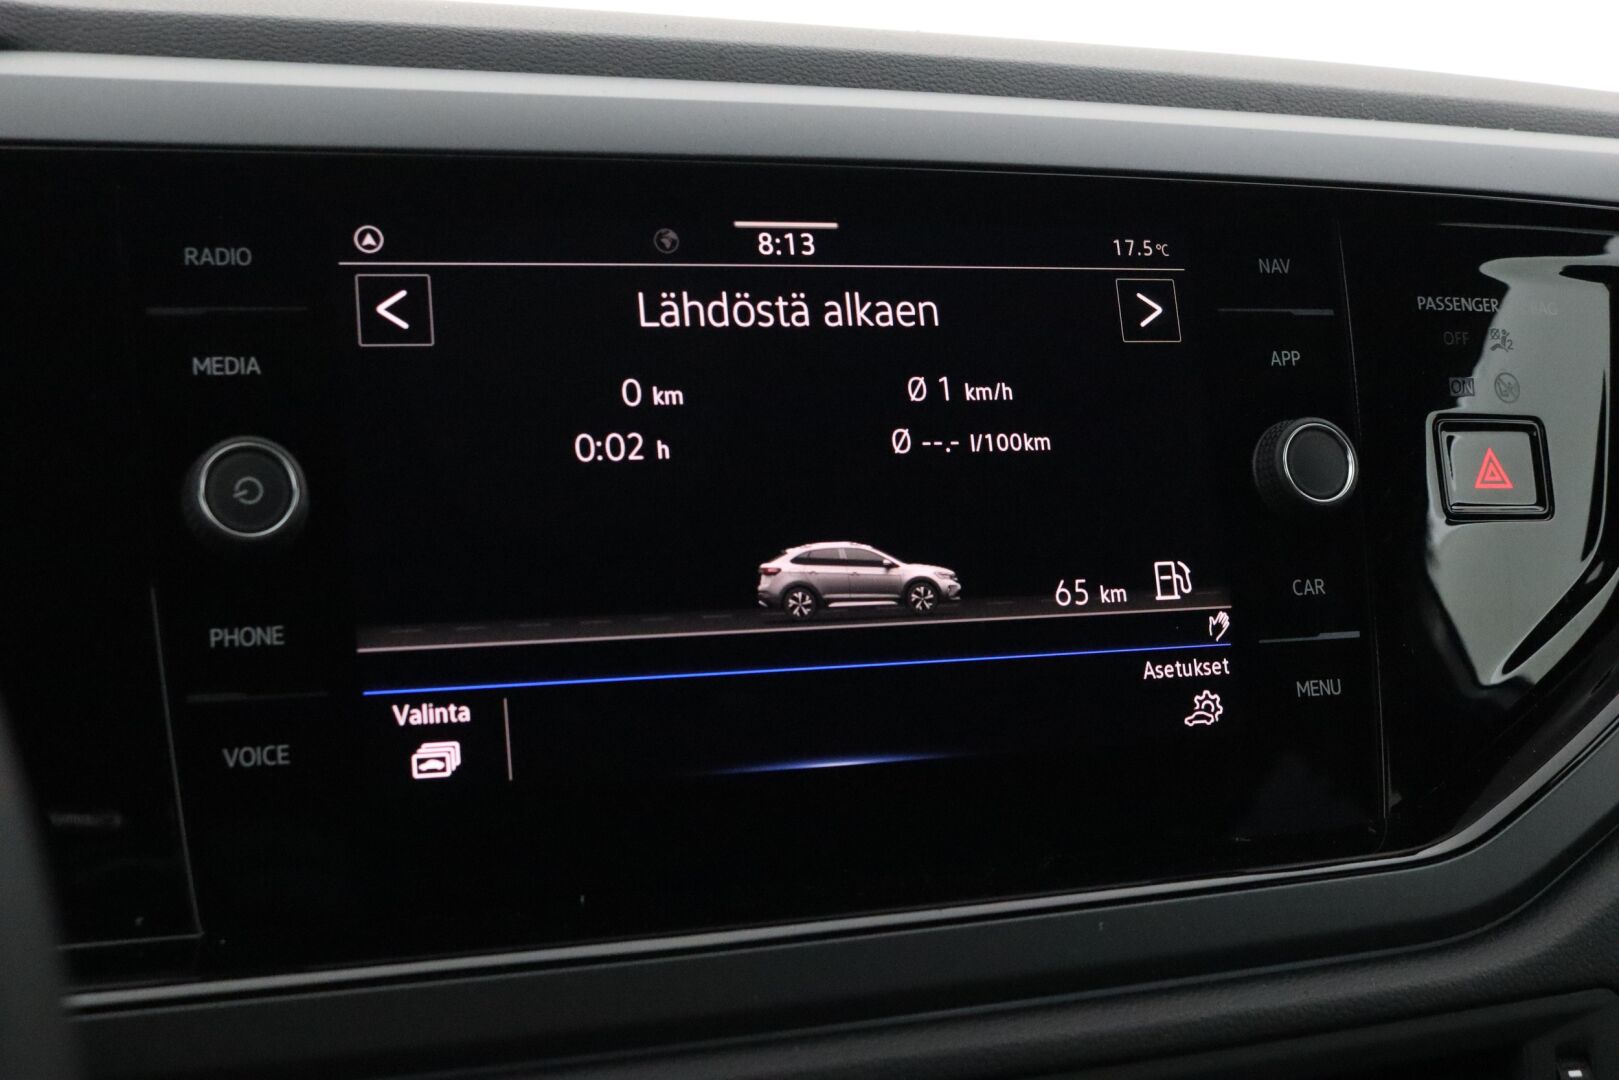 RADIO
MEDIA
PHONE
VOICE
8:13
17.5°C
Lähdöstä alkaen
0 km
Ø 1 km/h
0:02 h
Ø --.- l/100km
65 km
Asetukset
Valinta
NAV
APP
CAR
MENU
PASSENGER
OFF
2
ON